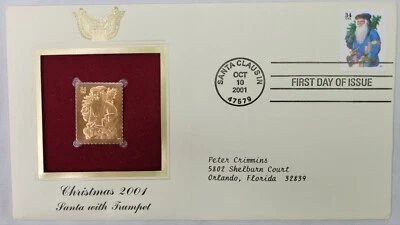 34
SANTA CLAUS IN
OCT
10
2001
47579
FIRST DAY OF ISSUE
Peter Crimmins
5802 Shelburn Court
Orlando, Florida 32839
Christmas 2001
Santa with Trumpet